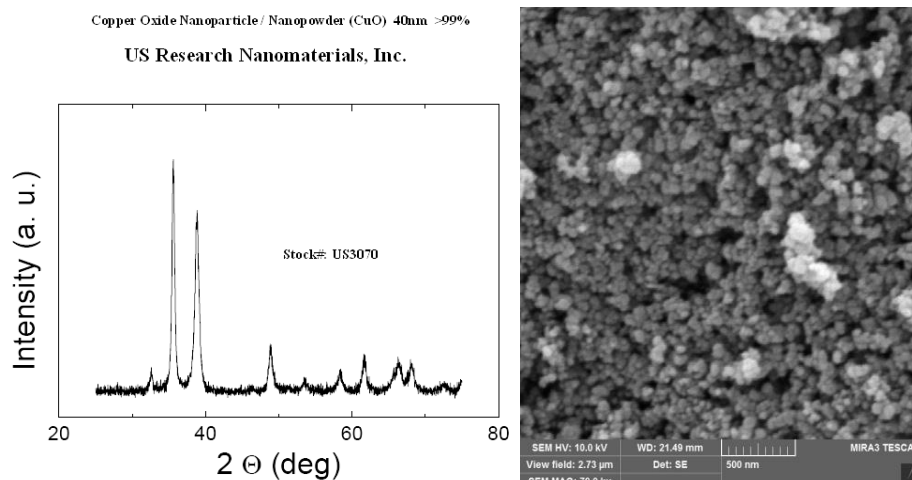 Copper Oxide Nanoparticle / Nanopowder (CuO) 40nm >99%
US Research Nanomaterials, Inc.
Stock#: US3070
Intensity (a. u.)
20 40 60 80
2 Θ (deg)
SEM HV: 10.0 kV WD: 21.49 mm MIRA3 TESCA
View field: 2.73 µm Det: SE 500 nm